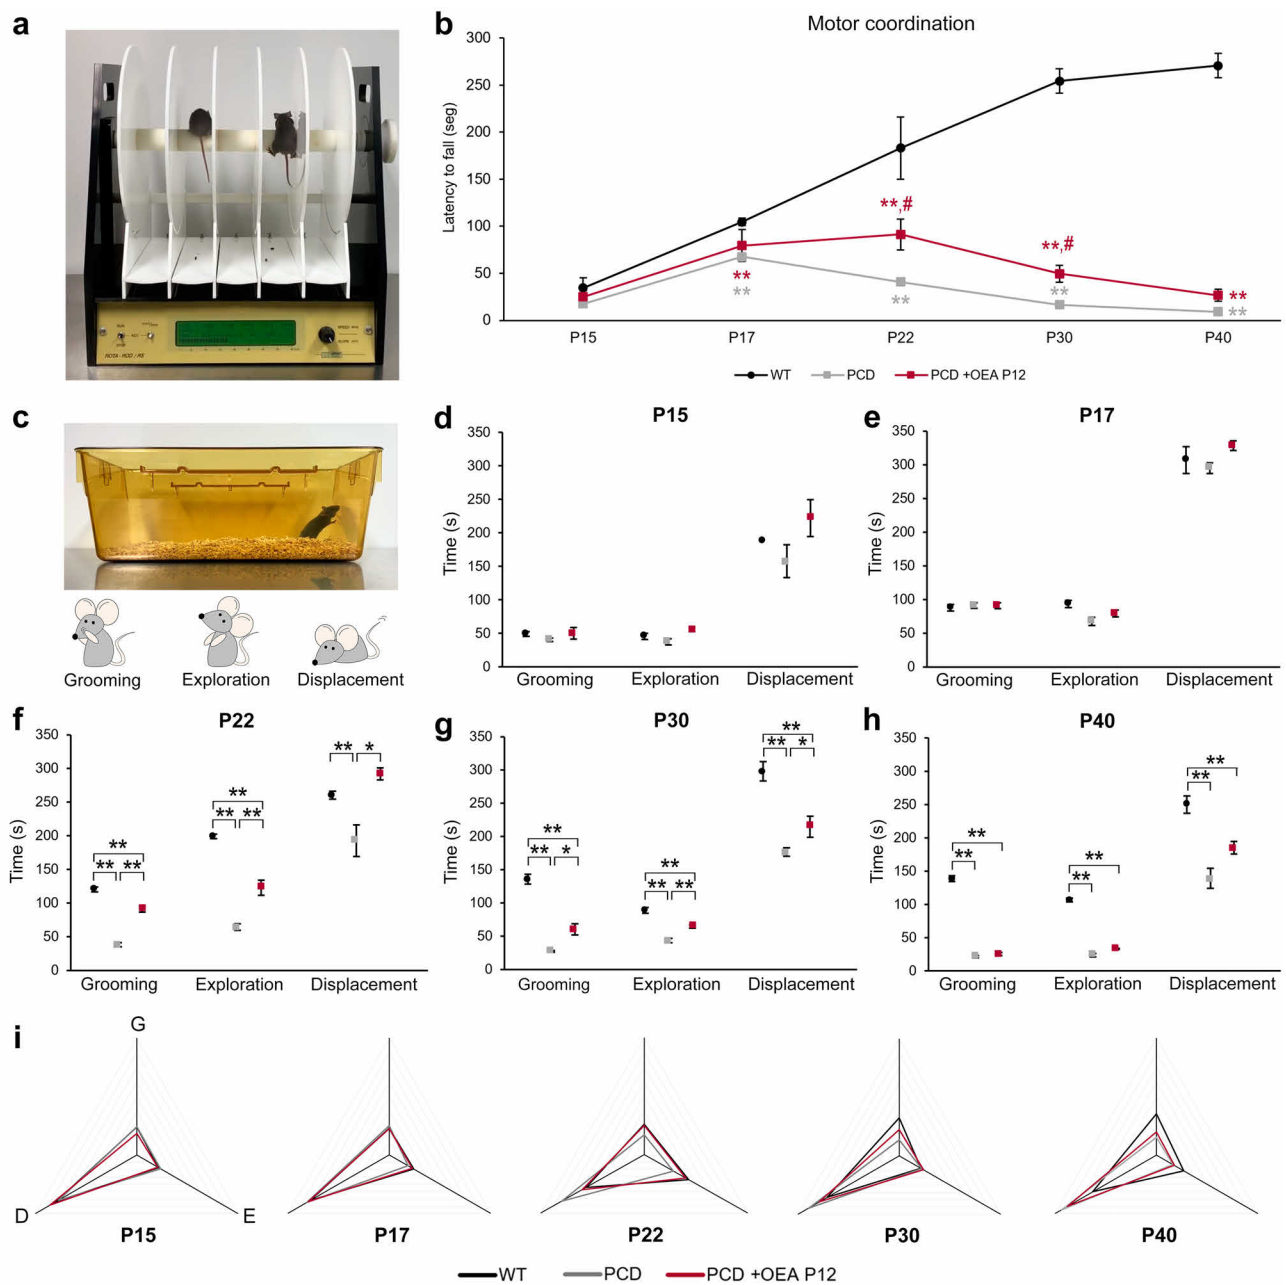 a
ROTA - ROD / RS
b
Motor coordination
Latency to fall (seg)
300
250
200
150
100
50
0
**,#
**,#
**
**
**
**
**
**
P15
P17
P22
P30
P40
WT
PCD
PCD +OEA P12
c
Grooming
Exploration
Displacement
d
P15
Time (s)
350
300
250
200
150
100
50
0
Grooming
Exploration
Displacement
e
P17
Time (s)
350
300
250
200
150
100
50
0
Grooming
Exploration
Displacement
f
P22
Time (s)
350
300
250
200
150
100
50
0
** *
**
** **
**
** **
Grooming
Exploration
Displacement
g
P30
Time (s)
350
300
250
200
150
100
50
0
**
** *
**
** *
**
** **
Grooming
Exploration
Displacement
h
P40
Time (s)
350
300
250
200
150
100
50
0
**
**
**
**
**
**
Grooming
Exploration
Displacement
i
G
D
E
P15
P17
P22
P30
P40
WT
PCD
PCD +OEA P12